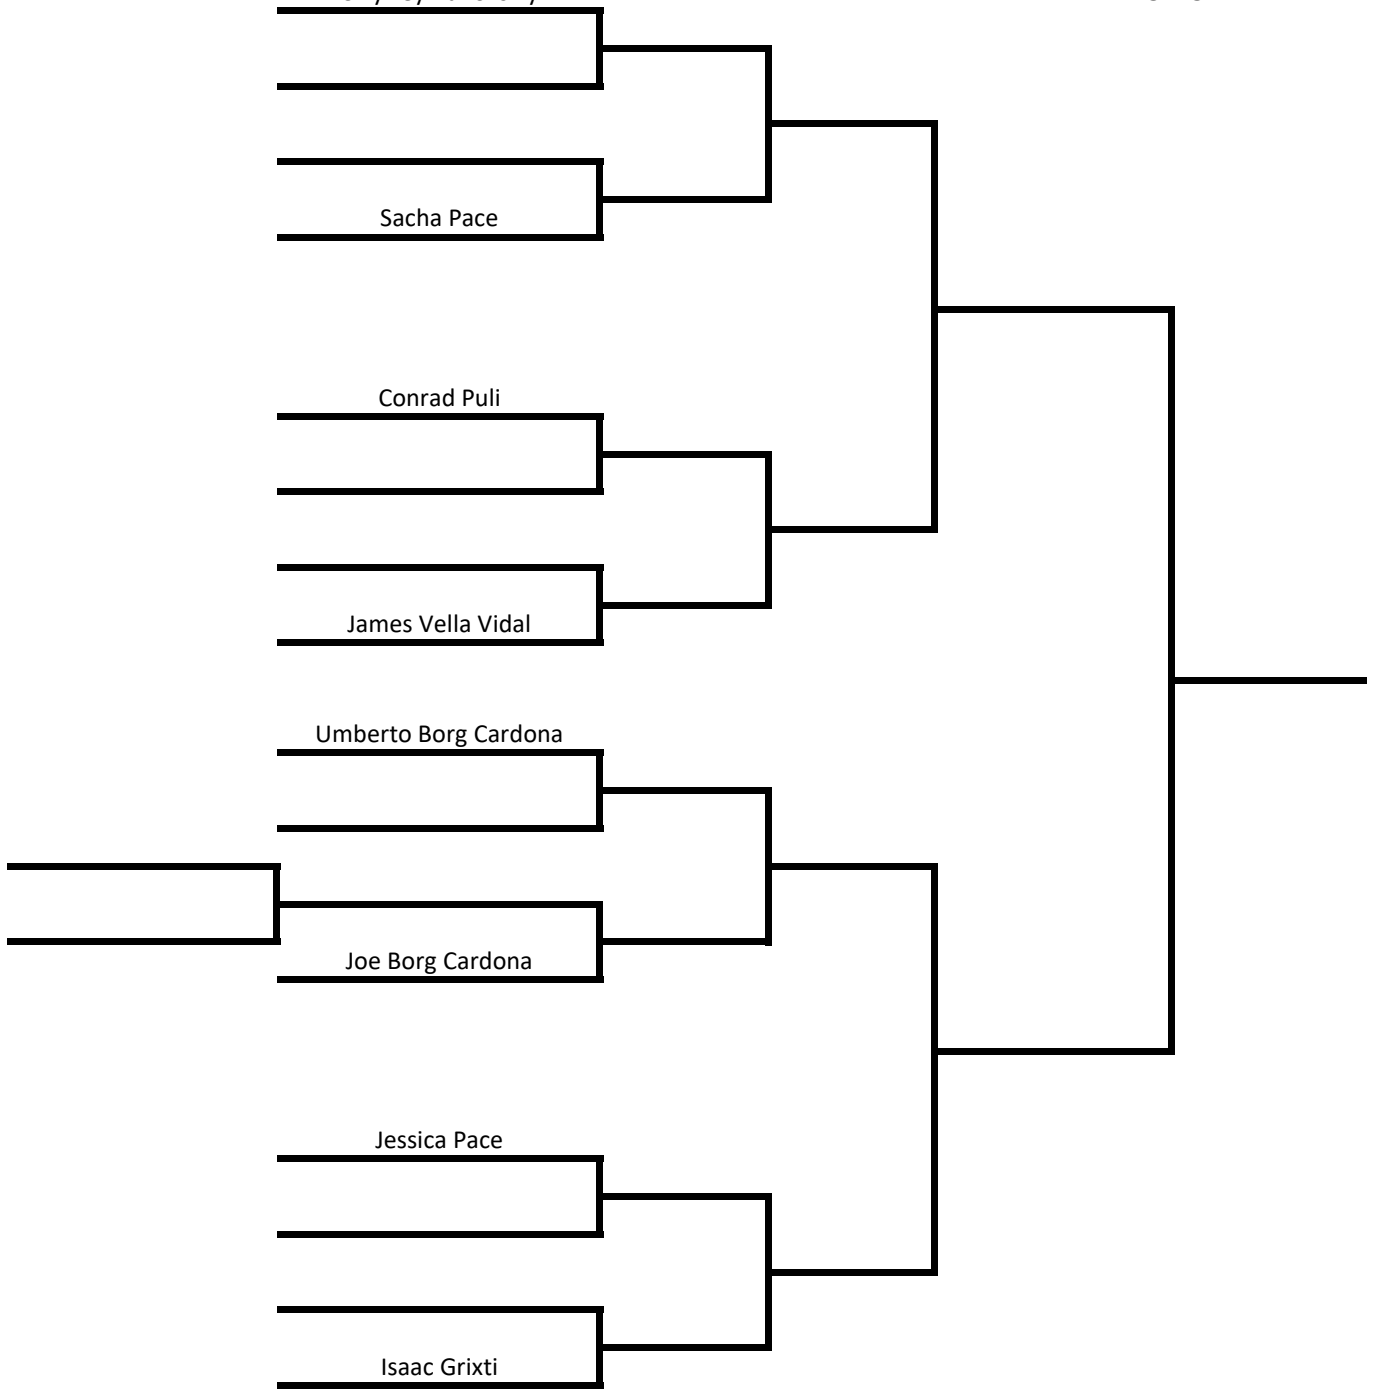 Sacha Pace
Conrad Puli
James Vella Vidal
Umberto Borg Cardona
Joe Borg Cardona
Jessica Pace
Isaac Grixti